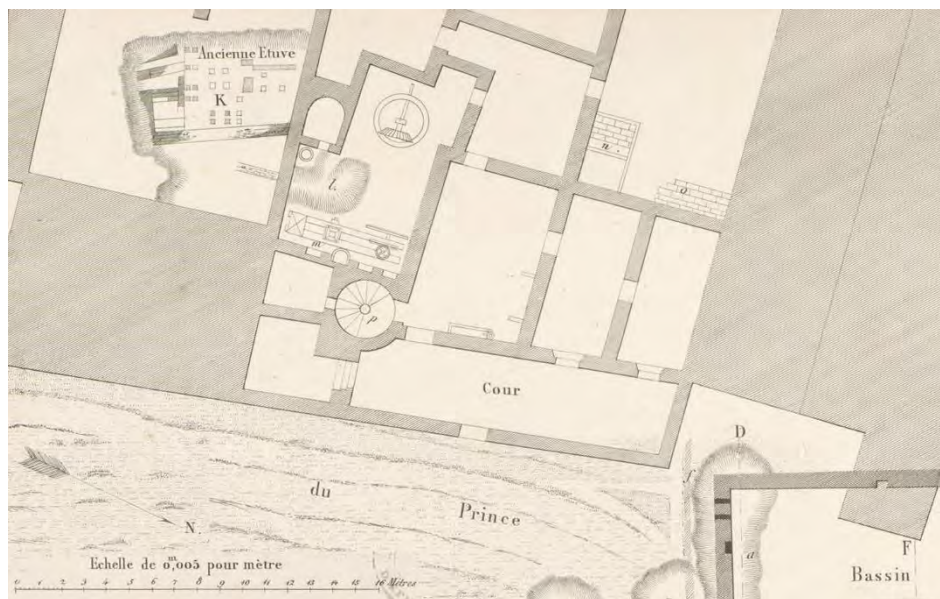 Ancienne Etuve
K
l.
m
n.
o.
p
Cour
D
f
du
Prince
a
N.
F
Bassin
Echelle de 0,ᵐ005 pour mètre
0 1 2 3 4 5 6 7 8 9 10 11 12 13 14 15 16 Mètres